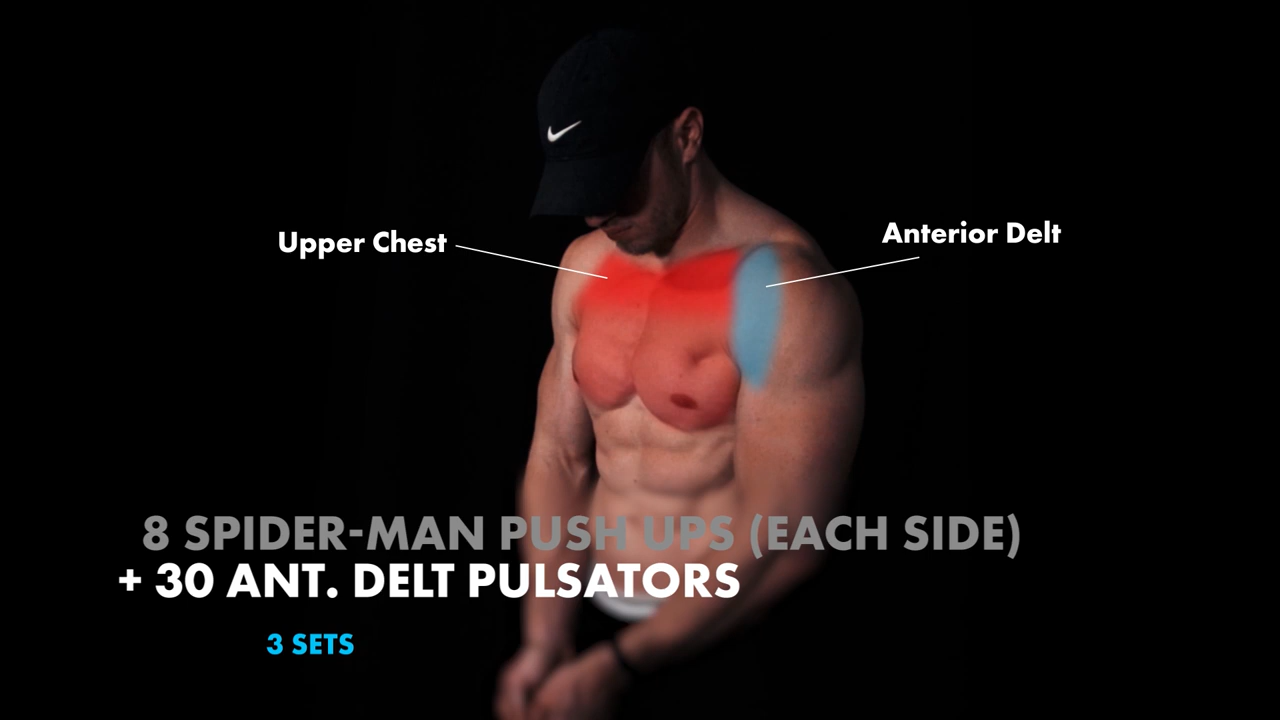 Upper Chest
Anterior Delt
8 SPIDER-MAN PUSH UPS (EACH SIDE)
+ 30 ANT. DELT PULSATORS
3 SETS